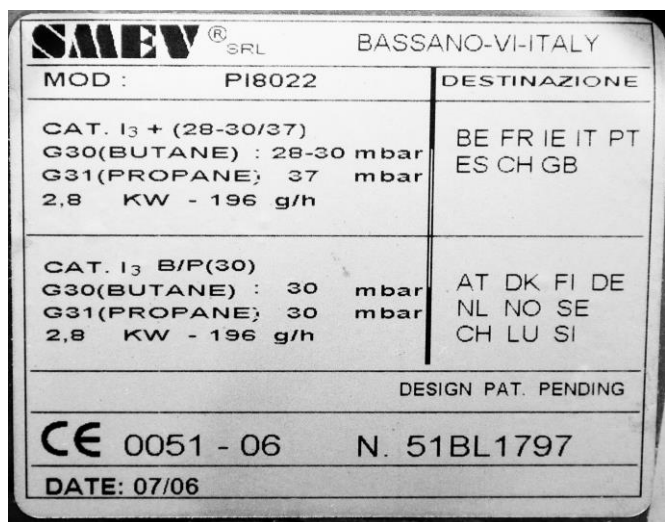 SMEV ® SRL BASSANO-VI-ITALY
MOD : PI8022 DESTINAZIONE
CAT. I3 + (28-30/37)
G30(BUTANE) : 28-30 mbar
G31(PROPANE) 37 mbar
2,8 KW - 196 g/h
BE FR IE IT PT
ES CH GB
CAT. I3 B/P(30)
G30(BUTANE) : 30 mbar
G31(PROPANE) 30 mbar
2,8 KW - 196 g/h
AT DK FI DE
NL NO SE
CH LU SI
DESIGN PAT. PENDING
CE 0051 - 06 N. 51BL1797
DATE: 07/06